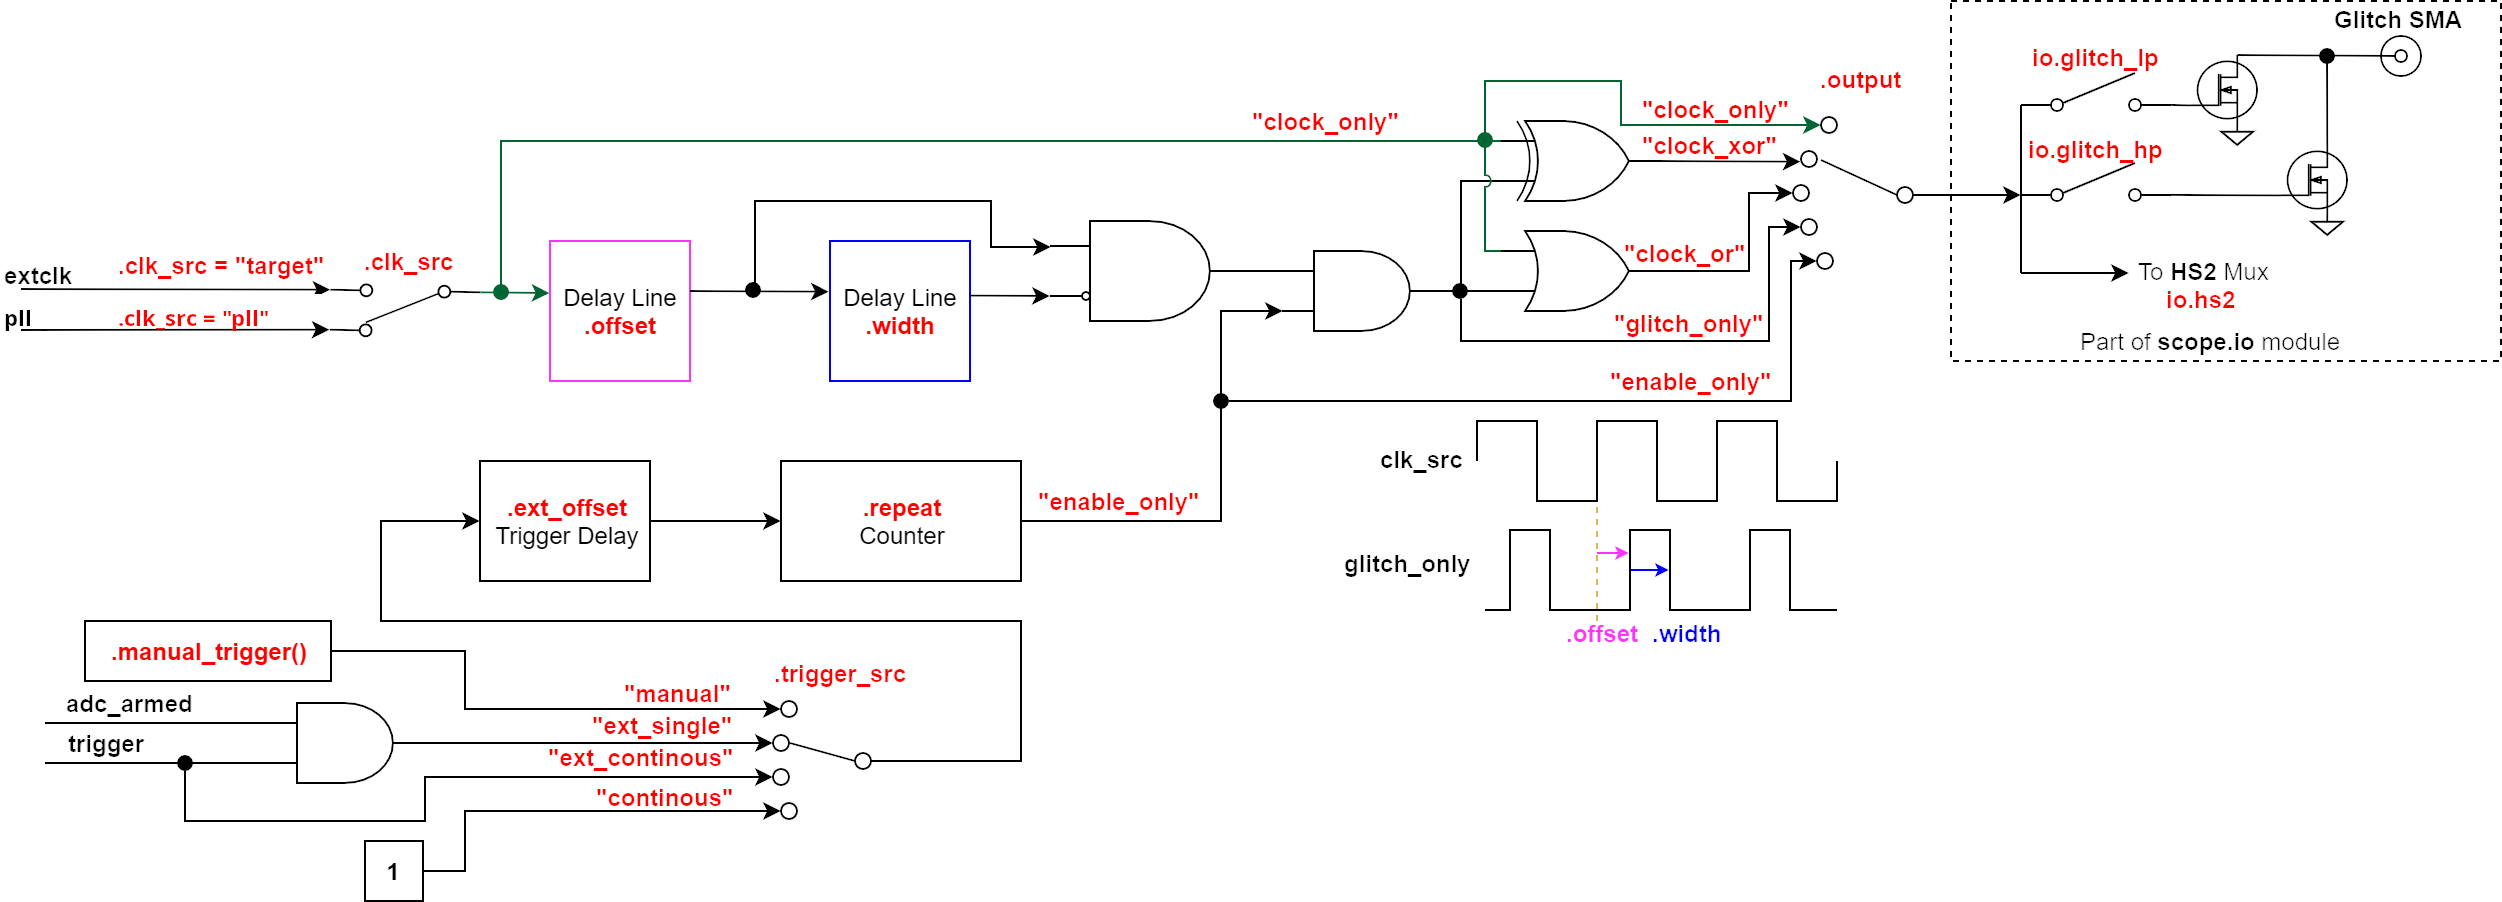 Glitch SMA
io.glitch_lp
.output
"clock_only"
"clock_only"
"clock_xor"
io.glitch_hp
"clock_or"
extclk
.clk_src = "target"
.clk_src
To HS2 Mux
io.hs2
Delay Line
.offset
Delay Line
.width
pll
.clk_src = "pll"
"glitch_only"
Part of scope.io module
"enable_only"
clk_src
.ext_offset
Trigger Delay
.repeat
Counter
"enable_only"
glitch_only
.offset
.width
.manual_trigger()
.trigger_src
"manual"
adc_armed
"ext_single"
trigger
"ext_continous"
"continous"
1